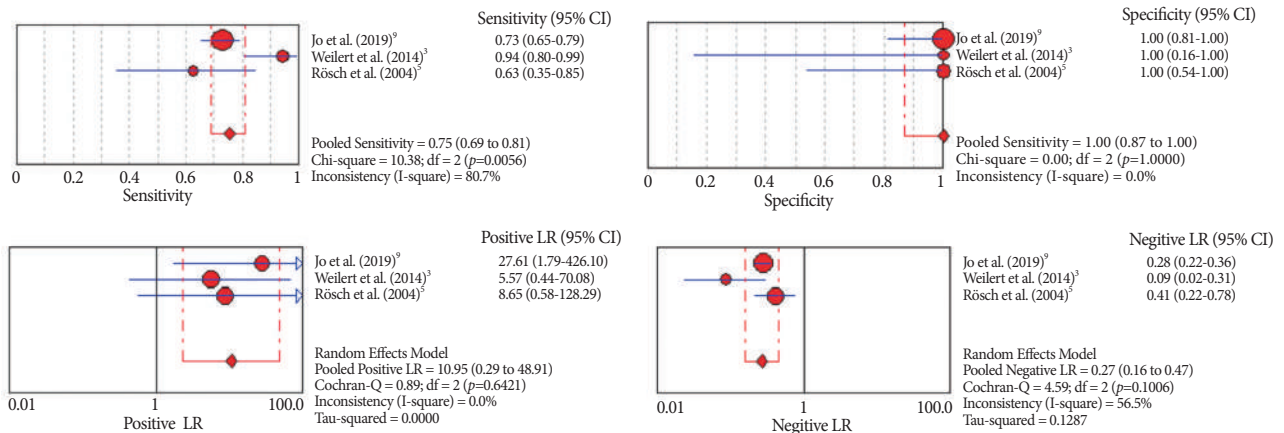 Sensitivity (95% CI)
Jo et al. (2019)⁹ 0.73 (0.65-0.79)
Weilert et al. (2014)³ 0.94 (0.80-0.99)
Rösch et al. (2004)⁵ 0.63 (0.35-0.85)
Pooled Sensitivity = 0.75 (0.69 to 0.81)
Chi-square = 10.38; df = 2 (p=0.0056)
Inconsistency (I-square) = 80.7%
0 0.2 0.4 0.6 0.8 1
Sensitivity
Specificity (95% CI)
Jo et al. (2019)⁹ 1.00 (0.81-1.00)
Weilert et al. (2014)³ 1.00 (0.16-1.00)
Rösch et al. (2004)⁵ 1.00 (0.54-1.00)
Pooled Sensitivity = 1.00 (0.87 to 1.00)
Chi-square = 0.00; df = 2 (p=1.0000)
Inconsistency (I-square) = 0.0%
0 0.2 0.4 0.6 0.8 1
Specificity
Positive LR (95% CI)
Jo et al. (2019)⁹ 27.61 (1.79-426.10)
Weilert et al. (2014)³ 5.57 (0.44-70.08)
Rösch et al. (2004)⁵ 8.65 (0.58-128.29)
Random Effects Model
Pooled Positive LR = 10.95 (0.29 to 48.91)
Cochran-Q = 0.89; df = 2 (p=0.6421)
Inconsistency (I-square) = 0.0%
Tau-squared = 0.0000
0.01 1 100.0
Positive LR
Negitive LR (95% CI)
Jo et al. (2019)⁹ 0.28 (0.22-0.36)
Weilert et al. (2014)³ 0.09 (0.02-0.31)
Rösch et al. (2004)⁵ 0.41 (0.22-0.78)
Random Effects Model
Pooled Negative LR = 0.27 (0.16 to 0.47)
Cochran-Q = 4.59; df = 2 (p=0.1006)
Inconsistency (I-square) = 56.5%
Tau-squared = 0.1287
0.01 1 100.0
Negative LR